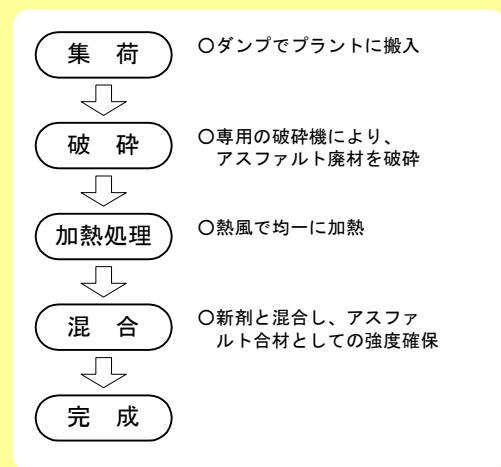 集　荷
○ダンプでプラントに搬入
破　砕
○専用の破砕機により、
アスファルト廃材を破砕
加熱処理
○熱風で均一に加熱
混　合
○新剤と混合し、アスファ
ルト合材としての強度確保
完　成